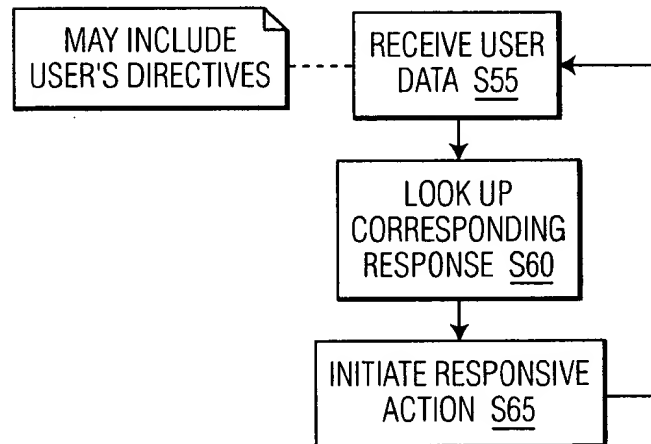 MAY INCLUDE
USER'S DIRECTIVES
RECEIVE USER
DATA S55
LOOK UP
CORRESPONDING
RESPONSE S60
INITIATE RESPONSIVE
ACTION S65